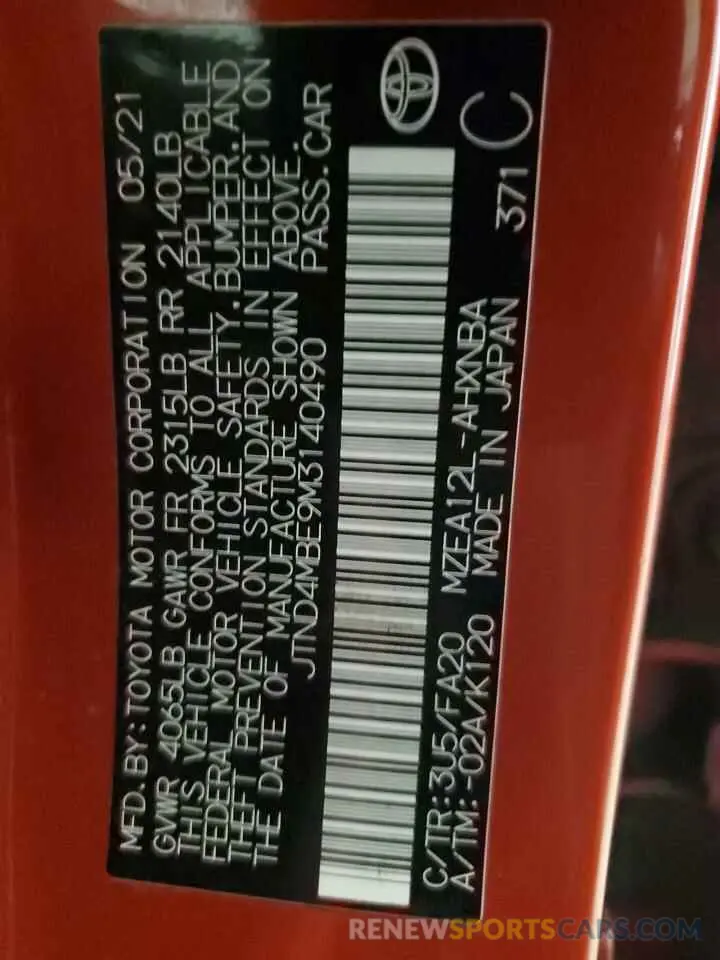 MFD.BY:TOYOTA MOTOR CORPORATION 05/21
GVWR 4065LB GAWR FR 2315LB RR 2140LB
THIS VEHICLE CONFORMS TO ALL APPLICABLE
FEDERAL MOTOR VEHICLE SAFETY,BUMPER,AND
THEFT PREVENTION STANDARDS IN EFFECT ON
THE DATE OF MANUFACTURE SHOWN ABOVE.
JTND4MBE9M3140490 PASS.CAR
C/TR:3U5/FA20 MZEA12L-AHXNBA 371
A/TM:-02A/K120 MADE IN JAPAN
C
RENEWSPORTSCARS.COM